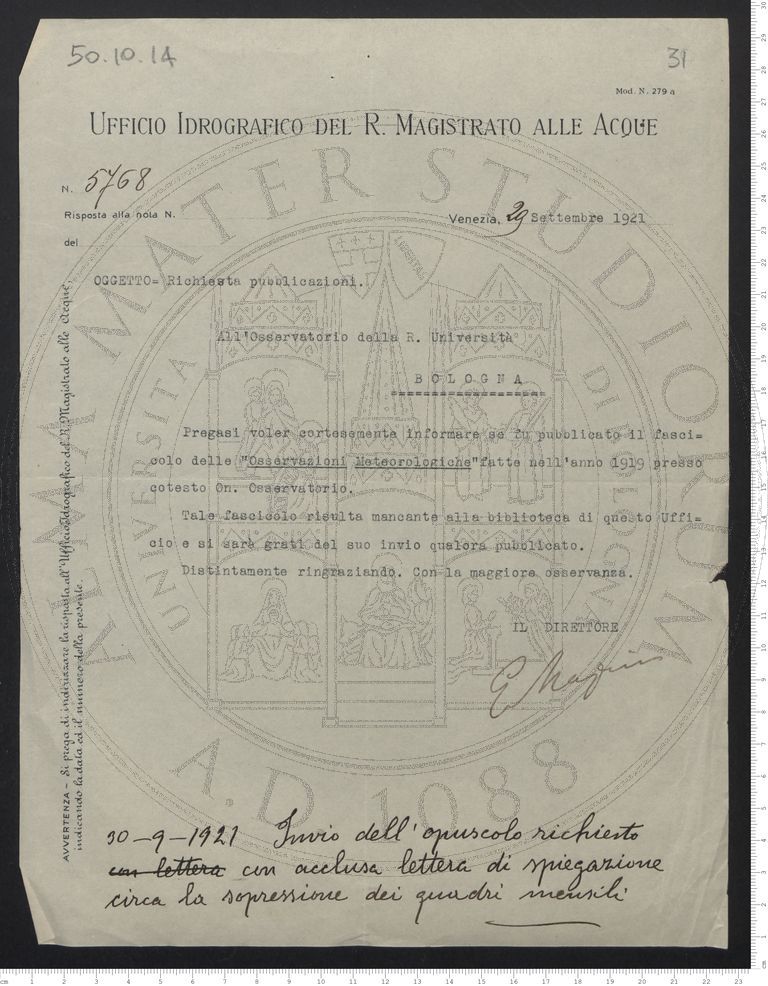 50.10.14
31
Mod. N. 279 a
UFFICIO IDROGRAFICO DEL R. MAGISTRATO ALLE ACQUE
N. 5768
Risposta alla nota N.
Venezia, 29 Settembre 1921
del
OGGETTO= Richiesta pubblicazioni.
All'Osservatorio della R. Università
BOLOGNA
Pregasi voler cortesementa informare se fu pubblicato il fasci=
colo delle "Osservazioni Meteorologiche" fatte nell'anno 1919 presso
cotesto On. Osservatorio.
Tale fascicolo risulta mancante alla biblioteca di questo Uffi=
cio e si sarà grati del suo invio qualora pubblicato.
Distintamente ringraziando. Con la maggiore osservanza.
IL DIRETTORE
AVVERTENZA – Si prega di indirizzare la risposta all'Ufficio Idrografico del R. Magistrato alle Acque,
indicando la data ed il numero della presente.
30-9-1921 Invio dell'opuscolo richiesto
con lettera con acclusa lettera di spiegazione
circa la sopressione dei quadri mensili
ALMA MATER STUDIORUM
A.D. 1088
UNIVERSITA DI BOLOGNA